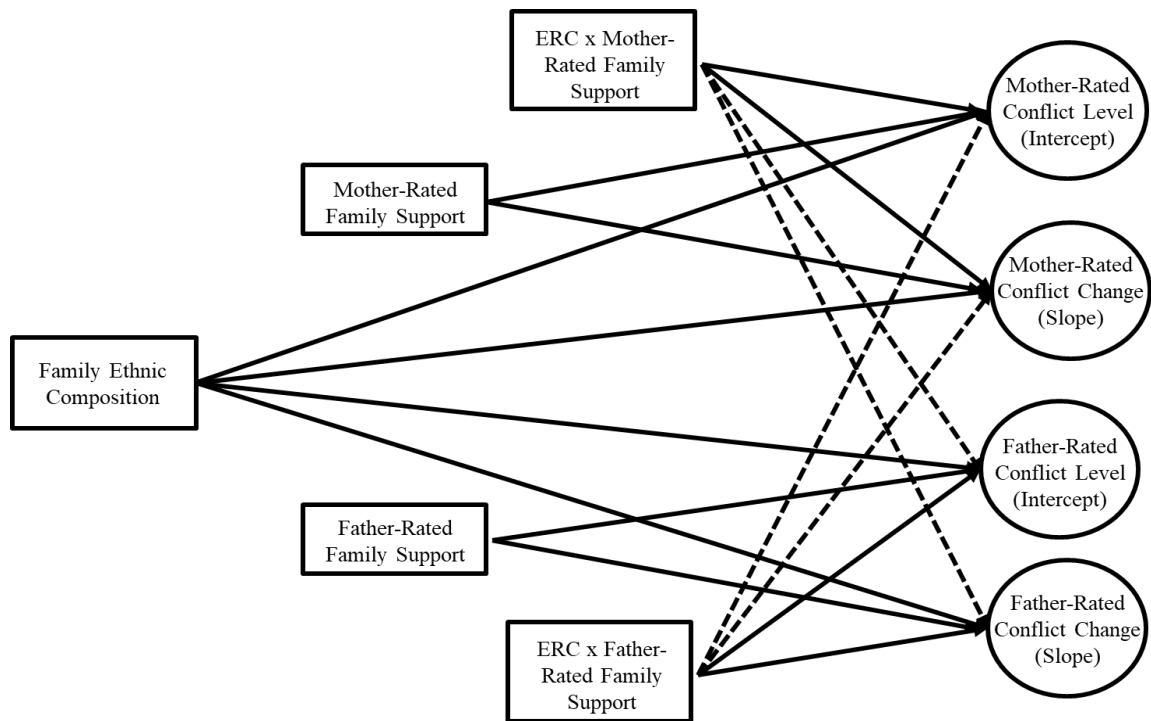 ERC x Mother-
Rated Family
Support
Mother-Rated
Conflict Level
(Intercept)
Mother-Rated
Family Support
Mother-Rated
Conflict Change
(Slope)
Family Ethnic
Composition
Father-Rated
Conflict Level
(Intercept)
Father-Rated
Family Support
Father-Rated
Conflict Change
(Slope)
ERC x Father-
Rated Family
Support